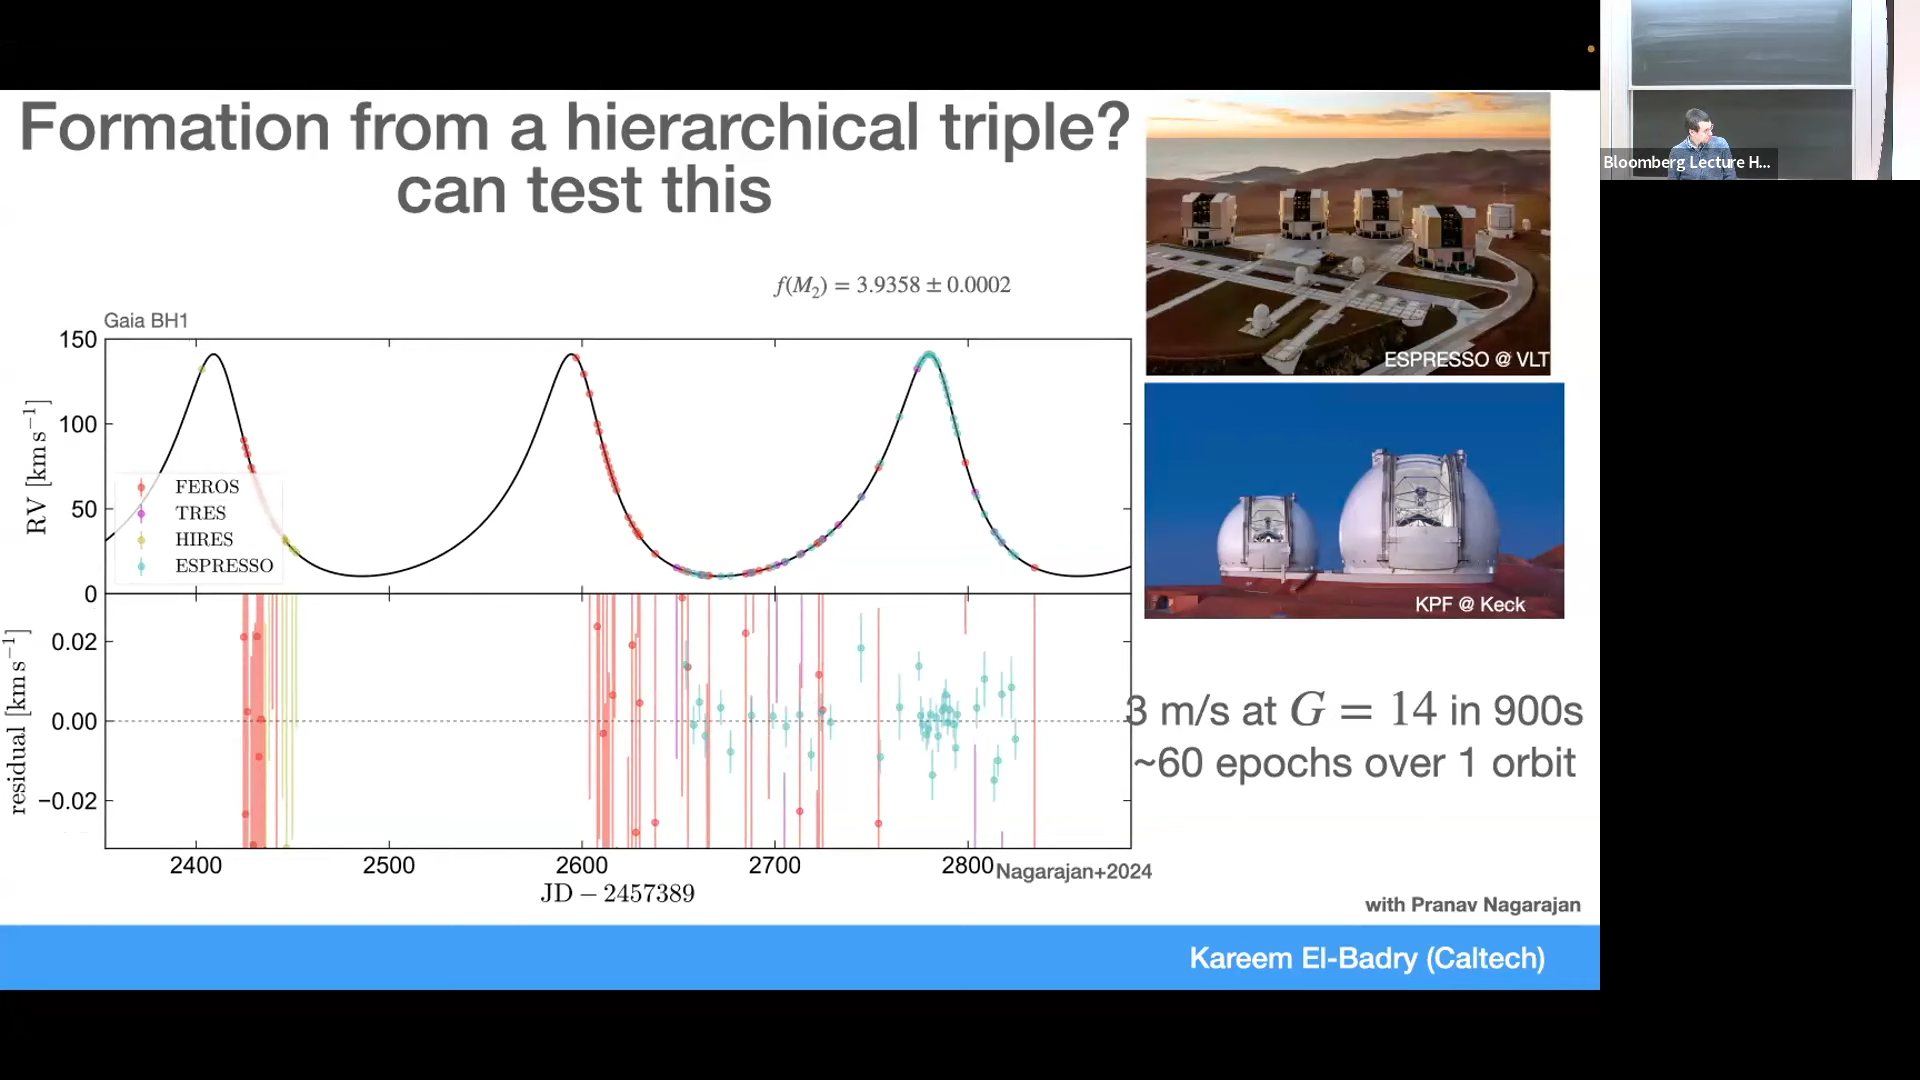 Formation from a hierarchical triple?
can test this
f(M₂) = 3.9358 ± 0.0002
Gaia BH1
150
100
50
0
RV [km s⁻¹]
FEROS
TRES
HIRES
ESPRESSO
0.02
0.00
−0.02
residual [km s⁻¹]
2400
2500
2600
2700
2800
JD − 2457389
Nagarajan+2024
ESPRESSO @ VLT
KPF @ Keck
3 m/s at G = 14 in 900s
~60 epochs over 1 orbit
with Pranav Nagarajan
Kareem El-Badry (Caltech)
Bloomberg Lecture H...